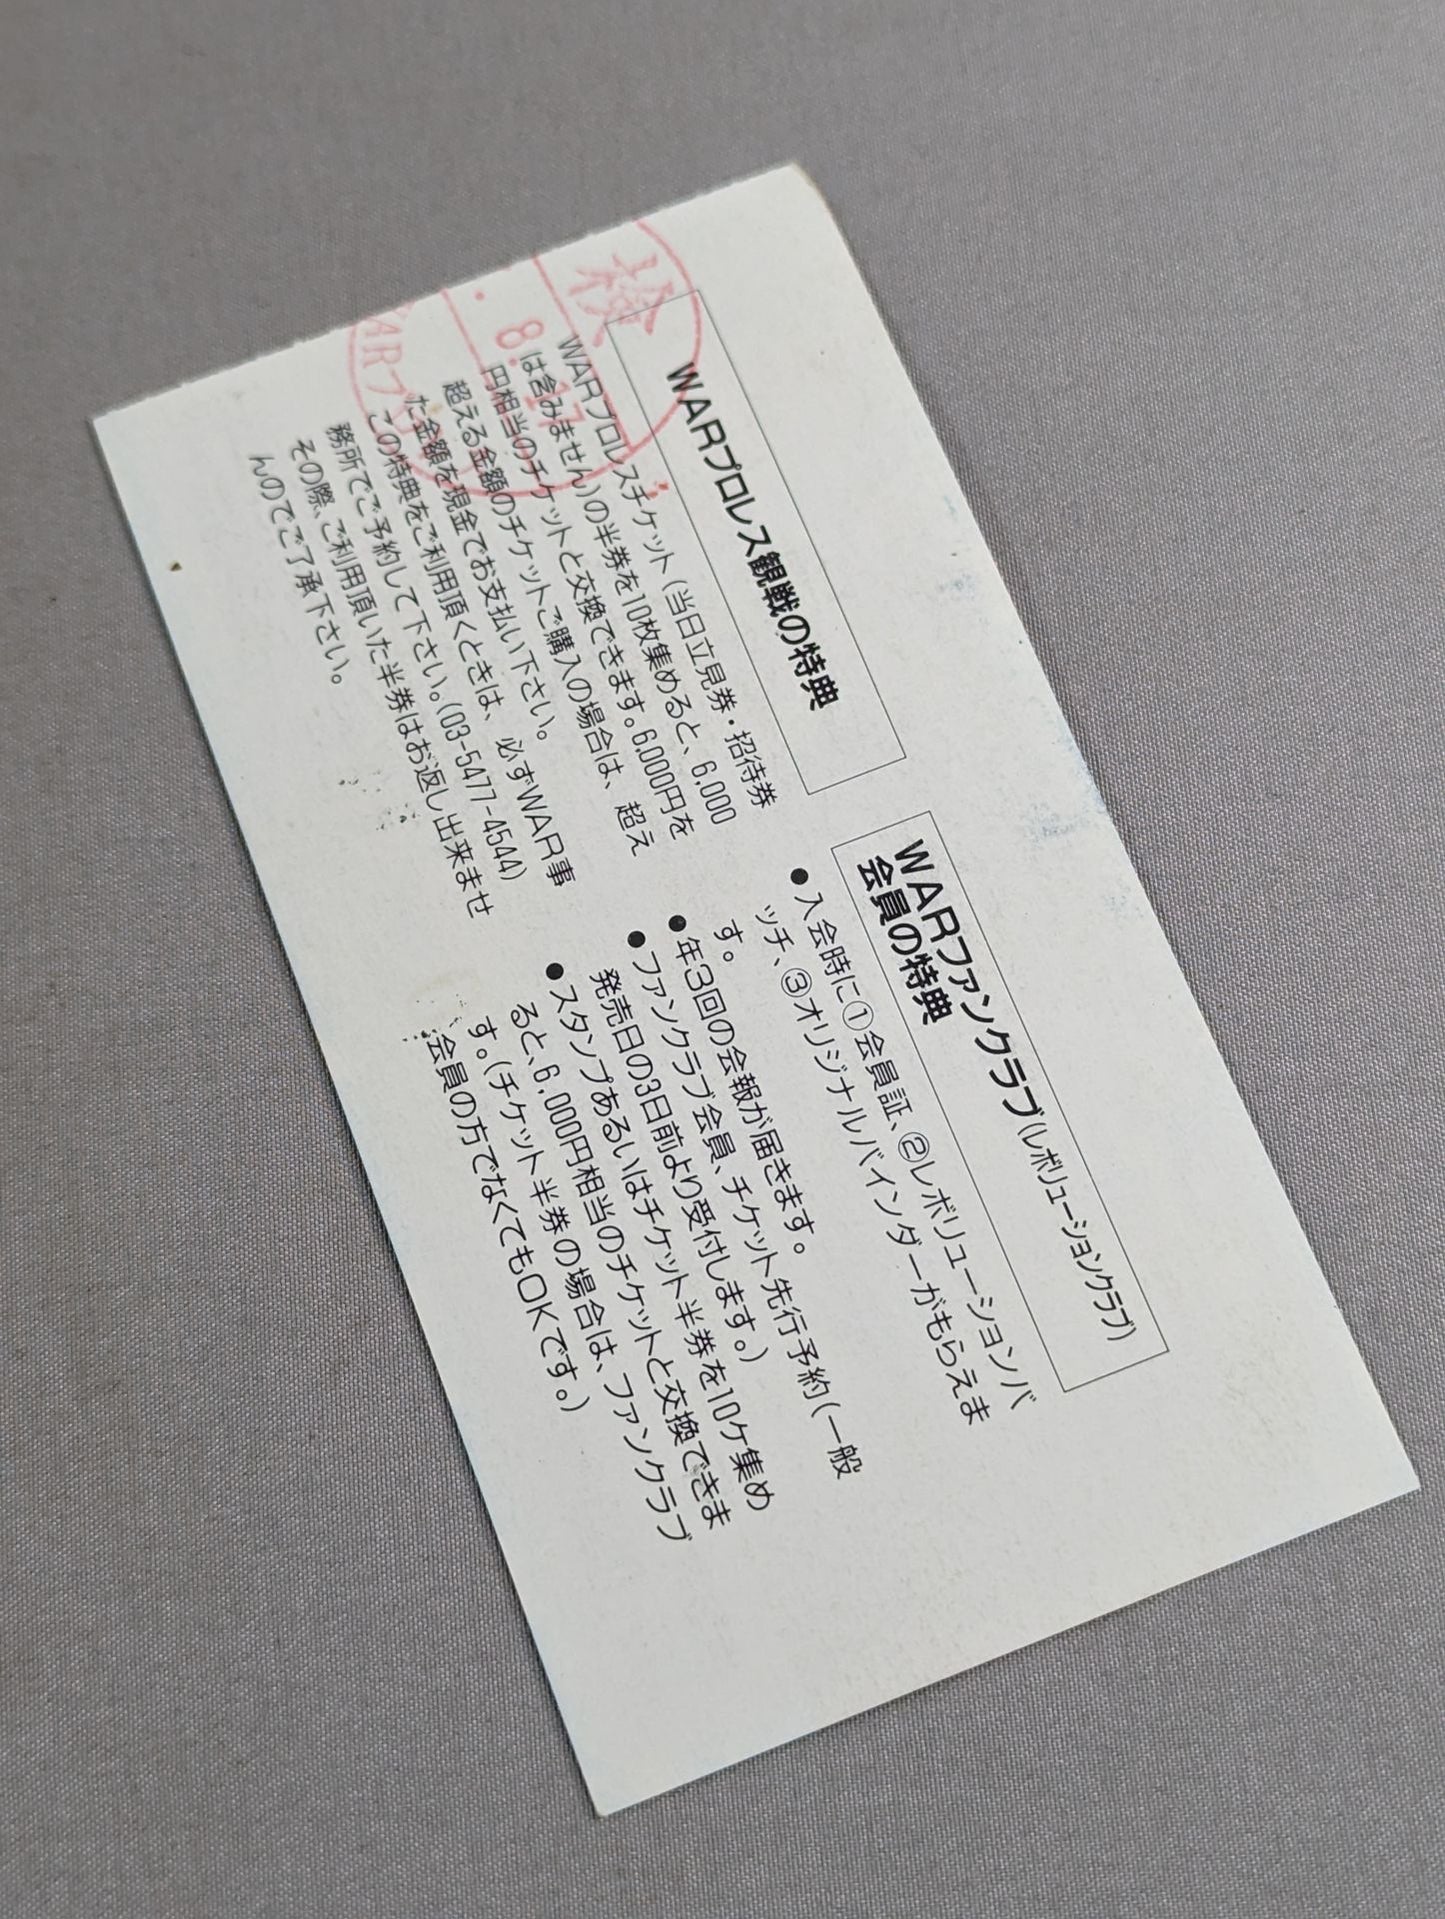 WARプロレス観戦の特典
WARプロレスチケット(当日立見券・招待券
は含みません)の半券を10枚集めると、6,000
円相当のチケットと交換できます。6,000円を
超える金額のチケットご購入の場合は、超え
た金額を現金でお支払い下さい。
この特典をご利用頂くときは、必ずWAR事
務所でご予約して下さい。(03-5477-4544)
その際、ご利用頂いた半券はお返し出来ませ
んのでご了承下さい。
WARファンクラブ(レボリューションクラブ)
会員の特典
●入会時に①会員証、②レボリューションバ
ッチ、③オリジナルバインダーがもらえま
す。
●年3回の会報が届きます。
●ファンクラブ会員、チケット先行予約(一般
発売日の3日前より受付します。)
●スタンプあるいはチケット半券を10ケ集め
ると、6,000円相当のチケットと交換できま
す。(チケット半券の場合は、ファンクラブ
会員の方でなくてもOKです。)
検
8.17